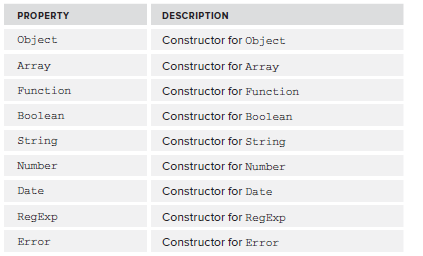 PROPERTY DESCRIPTION
Object Constructor for Object
Array Constructor for Array
Function Constructor for Function
Boolean Constructor for Boolean
String Constructor for String
Number Constructor for Number
Date Constructor for Date
RegExp Constructor for RegExp
Error Constructor for Error